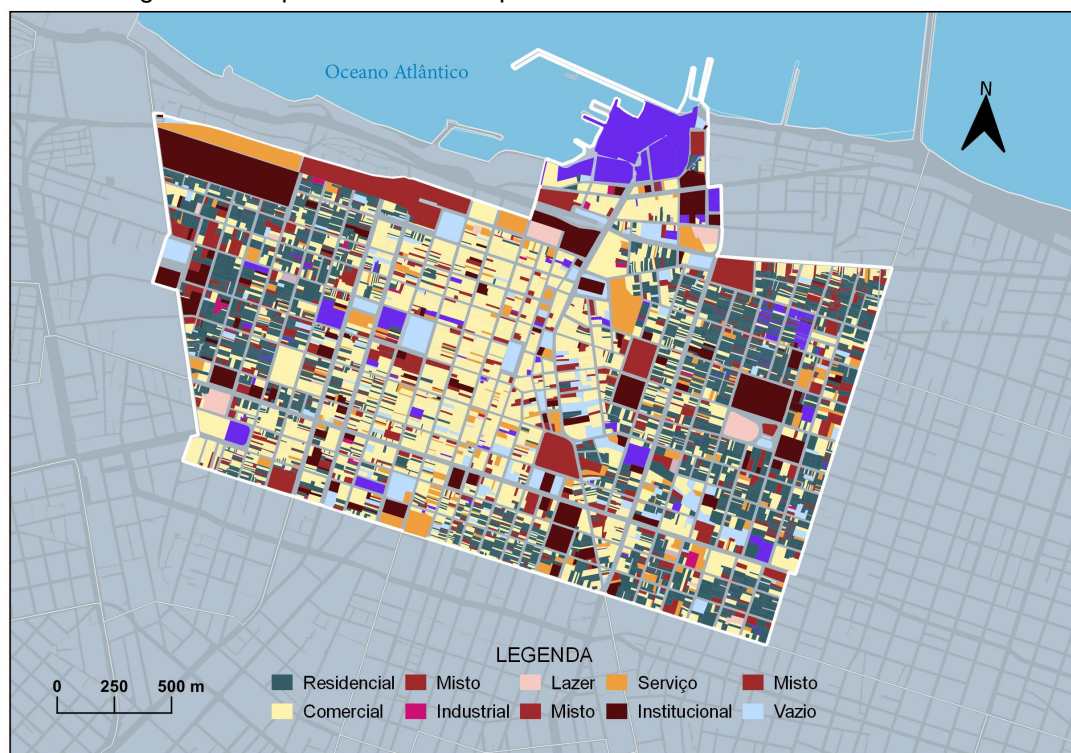 Oceano Atlântico
N
LEGENDA
0 250 500 m
Residencial Misto Lazer Serviço Misto
Comercial Industrial Misto Institucional Vazio